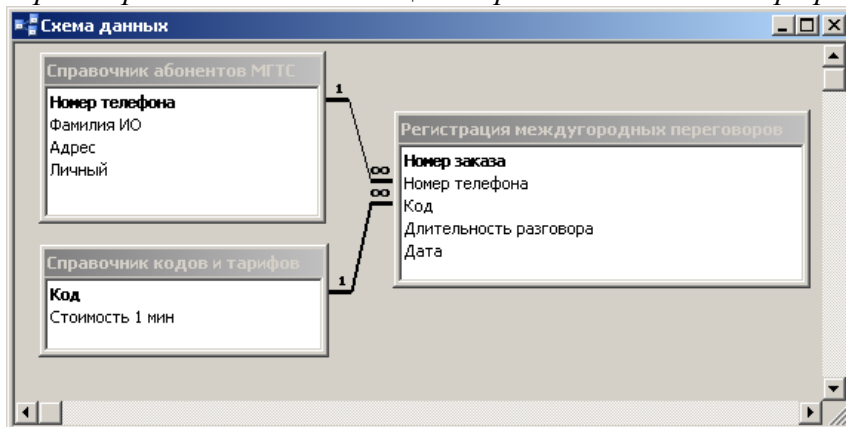 Схема данных
Справочник абонентов МГТС
Номер телефона
Фамилия ИО
Адрес
Личный
1
∞
∞
Регистрация междугородных переговоров
Номер заказа
Номер телефона
Код
Длительность разговора
Дата
Справочник кодов и тарифов
1
Код
Стоимость 1 мин